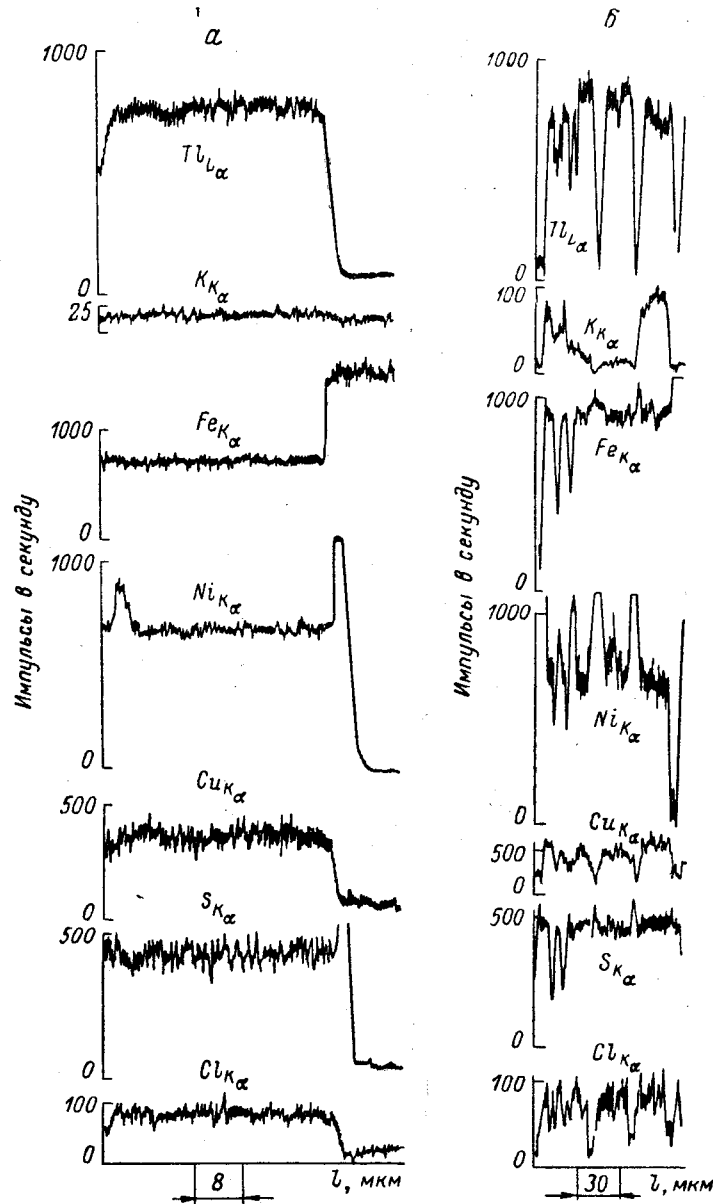 а
1000
Tl Lα
0
K Kα
25
1000
Fe Kα
0
1000
Ni Kα
0
Cu Kα
500
0
S Kα
500
0
Cl Kα
100
0
8
l, мкм
Импульсы в секунду
б
1000
Tl Lα
0
100
K Kα
0
1000
Fe Kα
0
1000
Ni Kα
0
Cu Kα
500
0
500
S Kα
0
Cl Kα
100
0
30
l, мкм
Импульсы в секунду